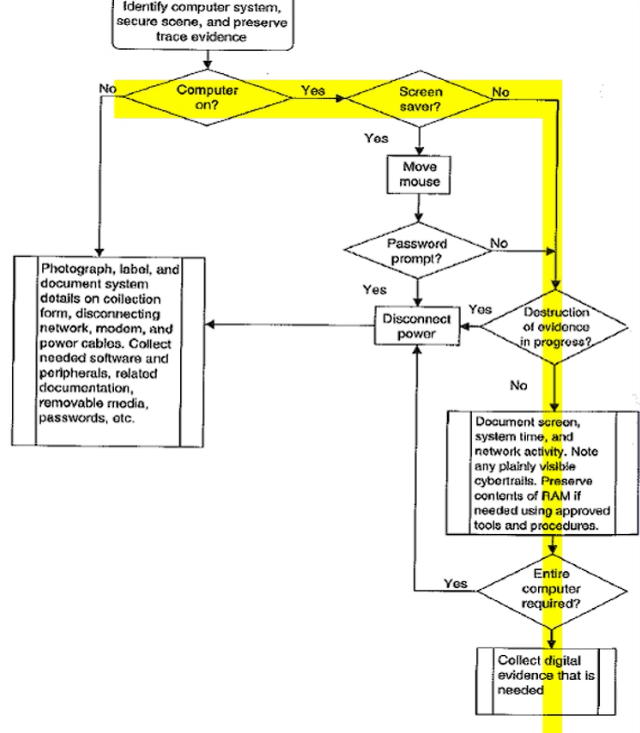 Identify computer system,
secure scene, and preserve
trace evidence
No
Computer
on?
Yes
Screen
saver?
No
Yes
Move
mouse
Password
prompt?
No
Yes
Photograph, label, and
document system
details on collection
form, disconnecting
network, modem, and
power cables. Collect
needed software and
peripherals, related
documentation,
removable media,
passwords, etc.
Disconnect
power
Yes
Destruction
of evidence
in progress?
No
Document screen,
system time, and
network activity. Note
any plainly visible
cybertrails. Preserve
contents of RAM if
needed using approved
tools and procedures.
Yes
Entire
computer
required?
Collect digital
evidence that is
needed